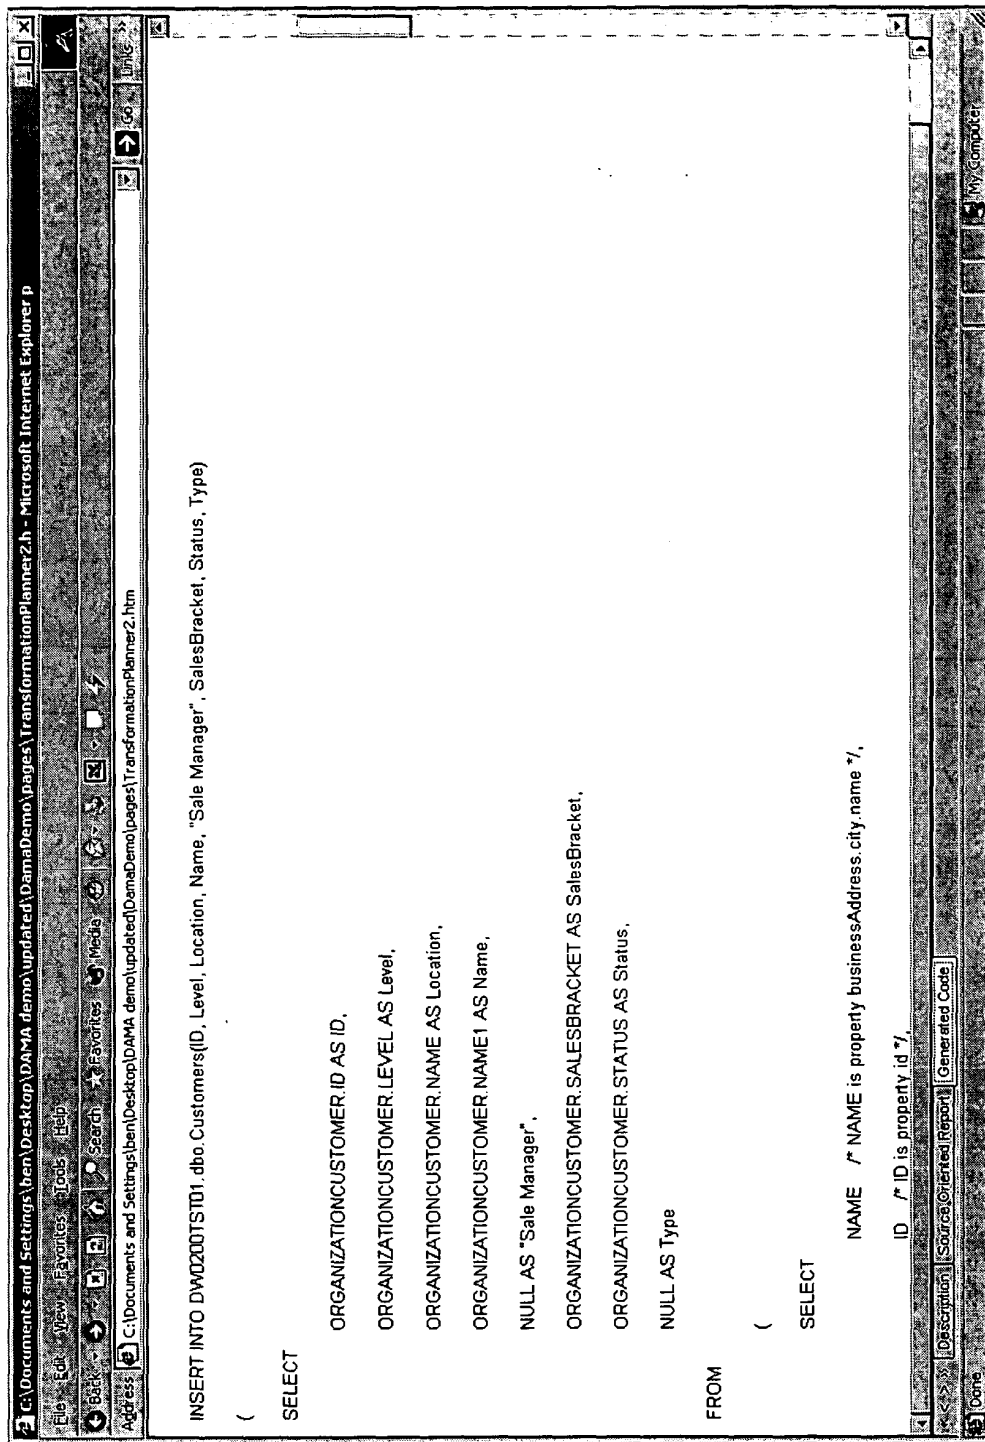 C:\Documents and Settings\ben\Desktop\DAMA demo\updated\DamaDemo\pages\TransformationPlanner2.h - Microsoft Internet Explorer p
File Edit View Favorites Tools Help
Back Search Favorites Media
Address C:\Documents and Settings\ben\Desktop\DAMA demo\updated\DamaDemo\pages\TransformationPlanner2.htm Go Links »
INSERT INTO DW0200TST01.dbo.Customers(ID, Level, Location, Name, "Sale Manager", SalesBracket, Status, Type)
(
SELECT
ORGANIZATIONCUSTOMER.ID AS ID,
ORGANIZATIONCUSTOMER.LEVEL AS Level,
ORGANIZATIONCUSTOMER.NAME AS Location,
ORGANIZATIONCUSTOMER.NAME1 AS Name,
NULL AS "Sale Manager",
ORGANIZATIONCUSTOMER.SALESBRACKET AS SalesBracket,
ORGANIZATIONCUSTOMER.STATUS AS Status,
NULL AS Type
FROM
(
SELECT
NAME /* NAME is property businessAddress.city.name */,
ID /* ID is property id */,
<< < > >> Description Source Oriented Report Generated Code
Done My Computer